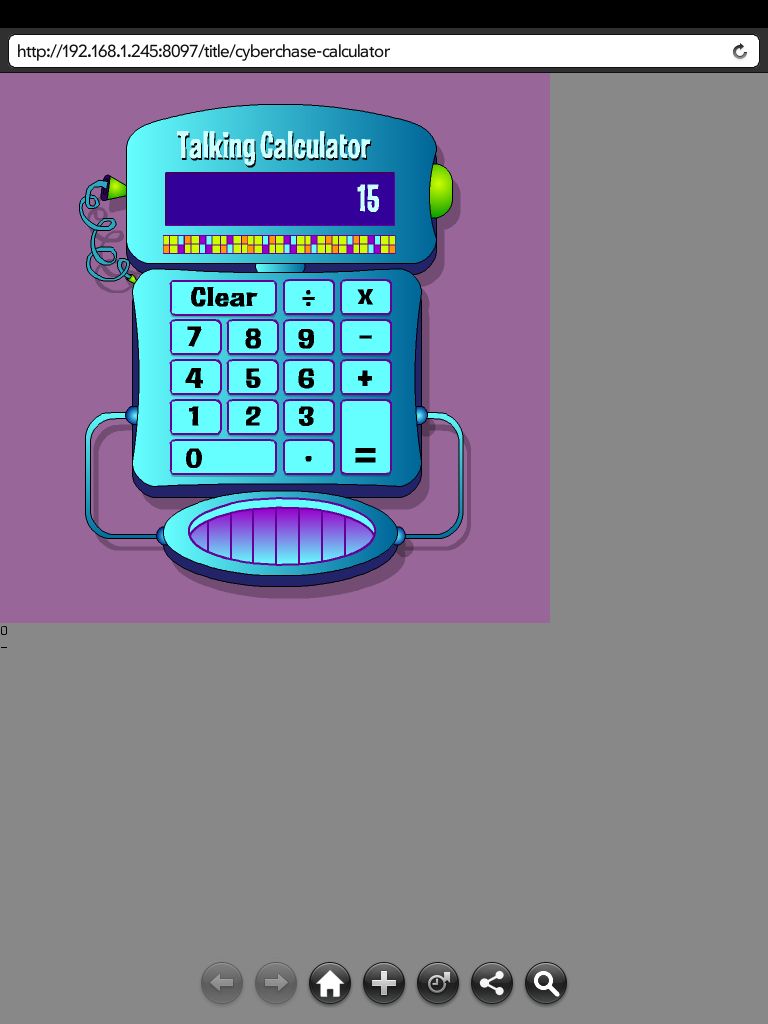 http://192.168.1.245:8097/title/cyberchase-calculator
Talking Calculator
15
Clear ÷ x
7 8 9 -
4 5 6 +
1 2 3
0 . =
0
-